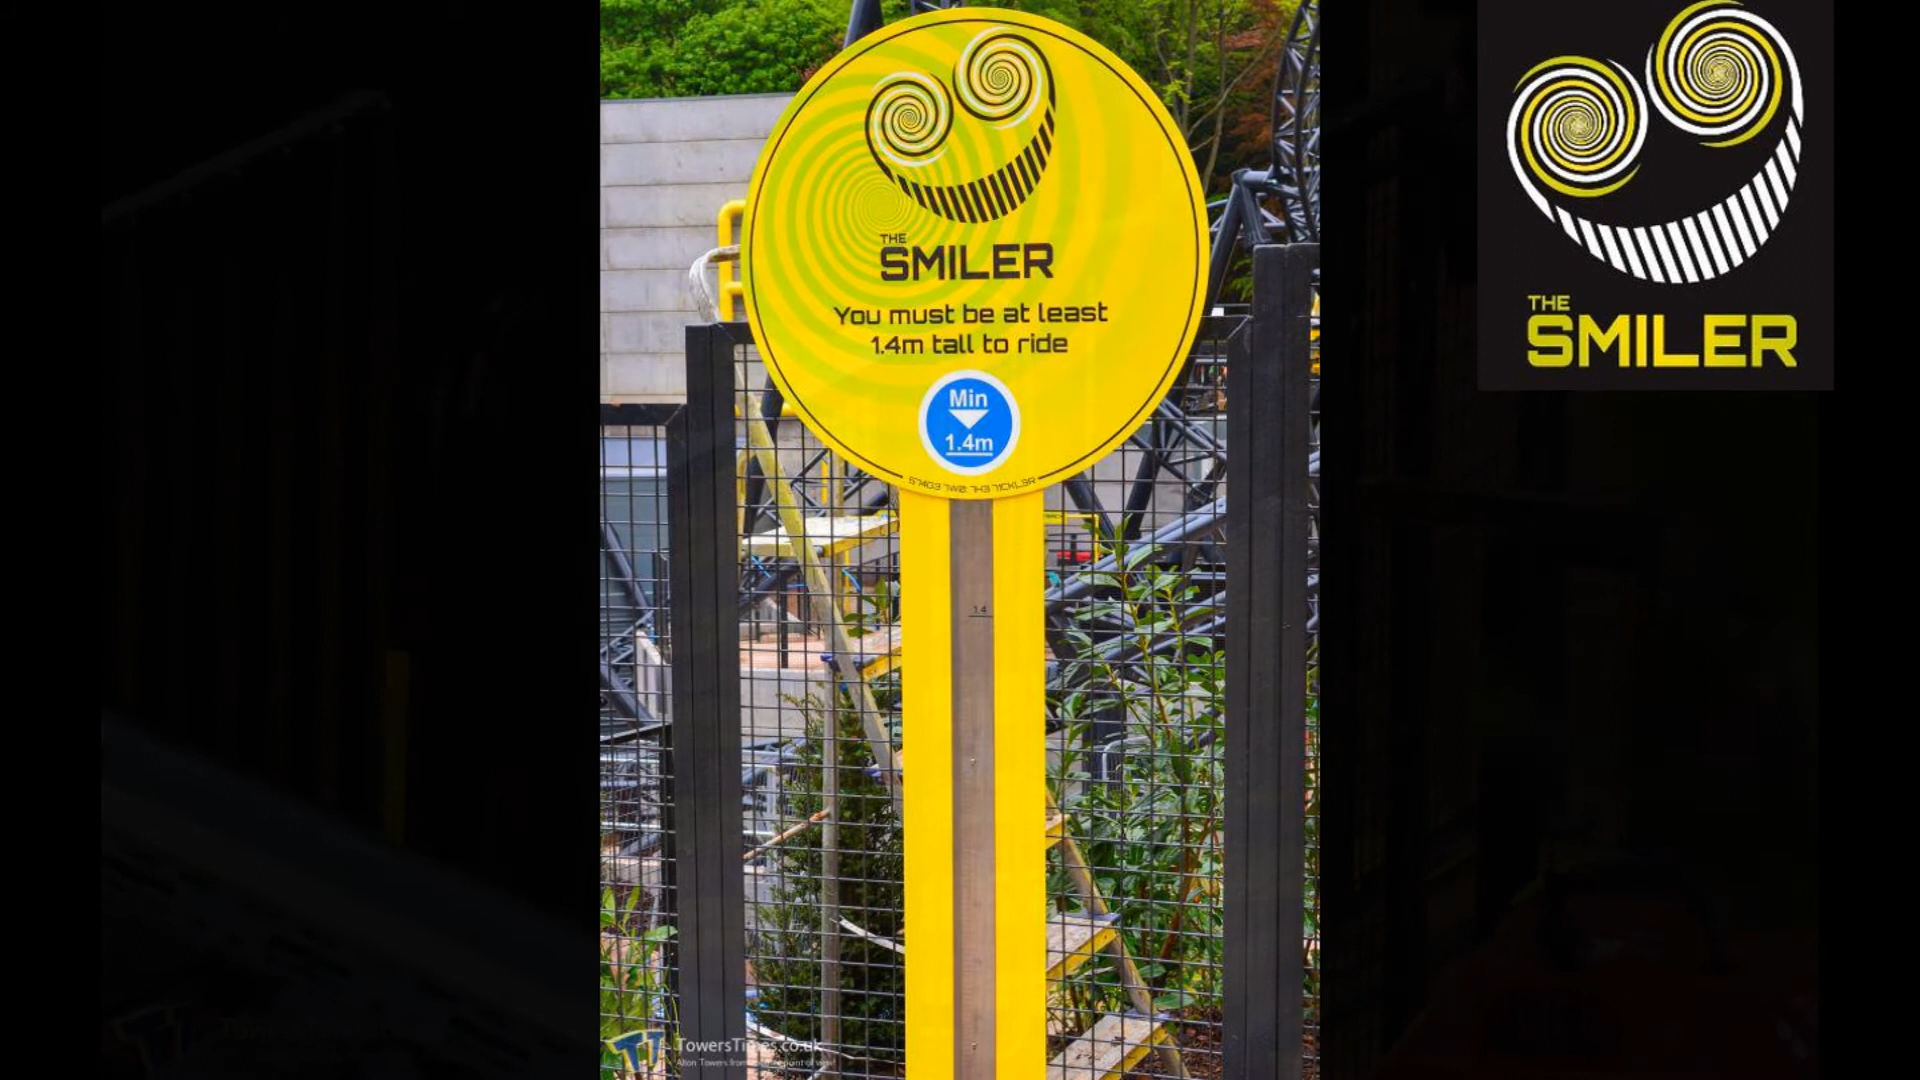 THE
SMILER
You must be at least
1.4m tall to ride
Min
1.4m
1.4
TowersTimes.co.uk
THE
SMILER